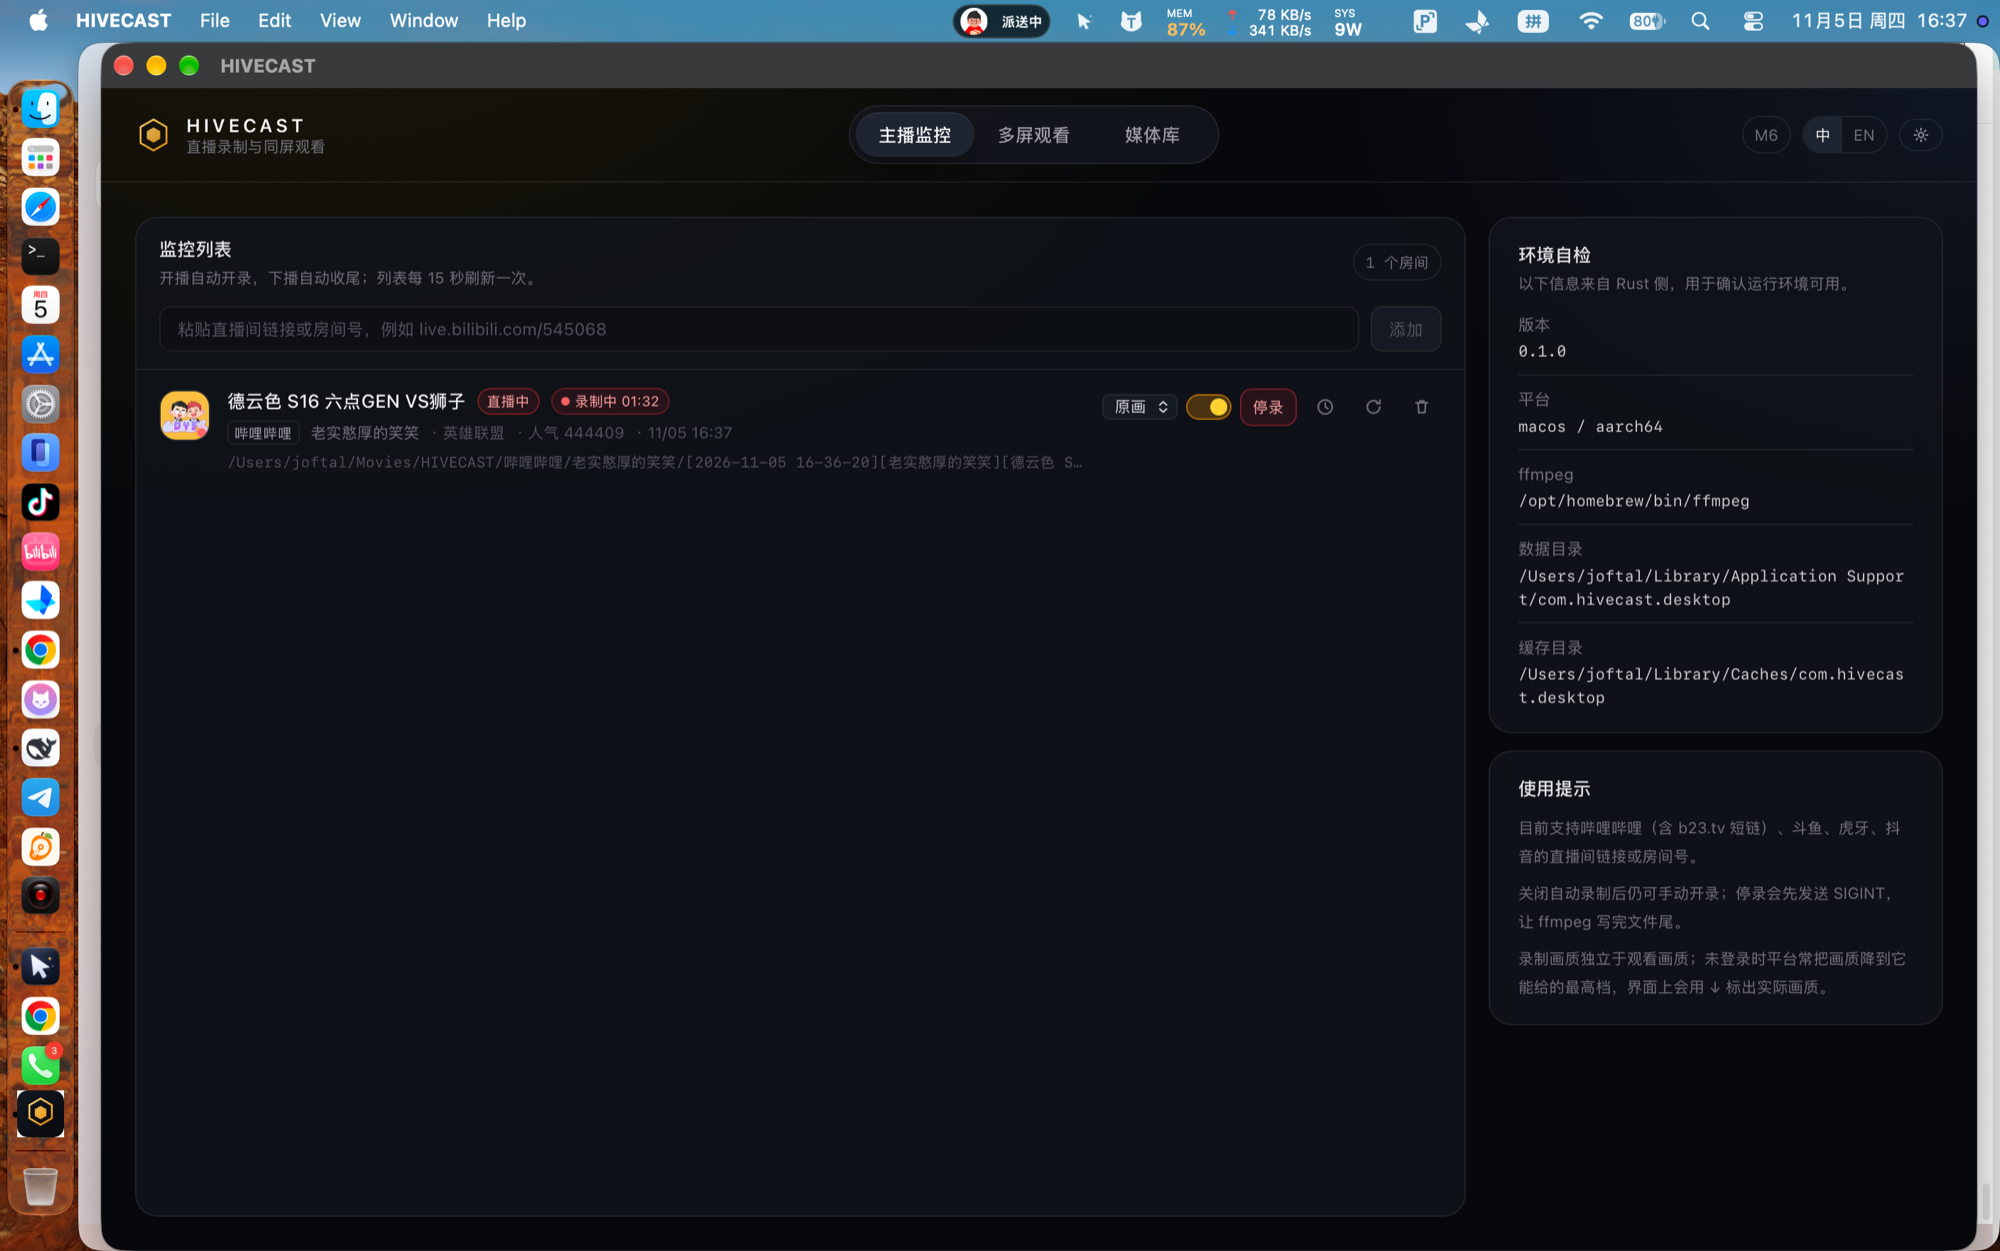 HIVECAST File Edit View Window Help 派送中 MEM 87% 78 KB/s 341 KB/s SYS 9W 拼 80 11月5日 周四 16:37
HIVECAST
HIVECAST
直播录制与同屏观看
主播监控 多屏观看 媒体库
M6 中 EN
监控列表
开播自动开录，下播自动收尾；列表每 15 秒刷新一次。
1 个房间
粘贴直播间链接或房间号，例如 live.bilibili.com/545068
添加
德云色 S16 六点GEN VS狮子 直播中 录制中 01:32
原画 停录
哔哩哔哩 老实憨厚的笑笑 · 英雄联盟 · 人气 444409 · 11/05 16:37
/Users/joftal/Movies/HIVECAST/哔哩哔哩/老实憨厚的笑笑/[2026-11-05 16-36-20][老实憨厚的笑笑][德云色 S…
环境自检
以下信息来自 Rust 侧，用于确认运行环境可用。
版本
0.1.0
平台
macos / aarch64
ffmpeg
/opt/homebrew/bin/ffmpeg
数据目录
/Users/joftal/Library/Application Suppor
t/com.hivecast.desktop
缓存目录
/Users/joftal/Library/Caches/com.hivecas
t.desktop
使用提示
目前支持哔哩哔哩（含 b23.tv 短链）、斗鱼、虎牙、抖
音的直播间链接或房间号。
关闭自动录制后仍可手动开录；停录会先发送 SIGINT，
让 ffmpeg 写完文件尾。
录制画质独立于观看画质；未登录时平台常把画质降到它
能给的最高档，界面上会用 ↓ 标出实际画质。
周四
5
bilibili
3